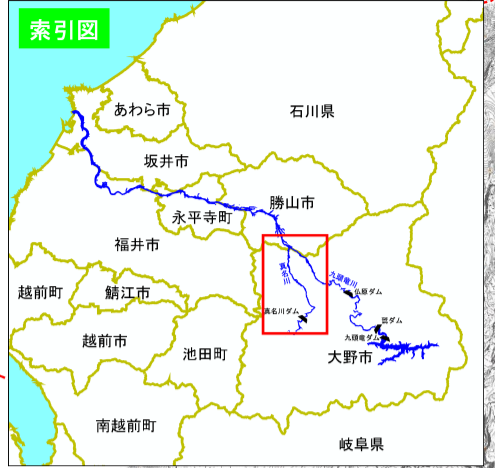 索引図
あわら市
石川県
坂井市
勝山市
永平寺町
福井市
真名川
九頭竜川
仏原ダム
越前町
鯖江市
真名川ダム
鷲ダム
九頭竜ダム
越前市
池田町
大野市
南越前町
岐阜県